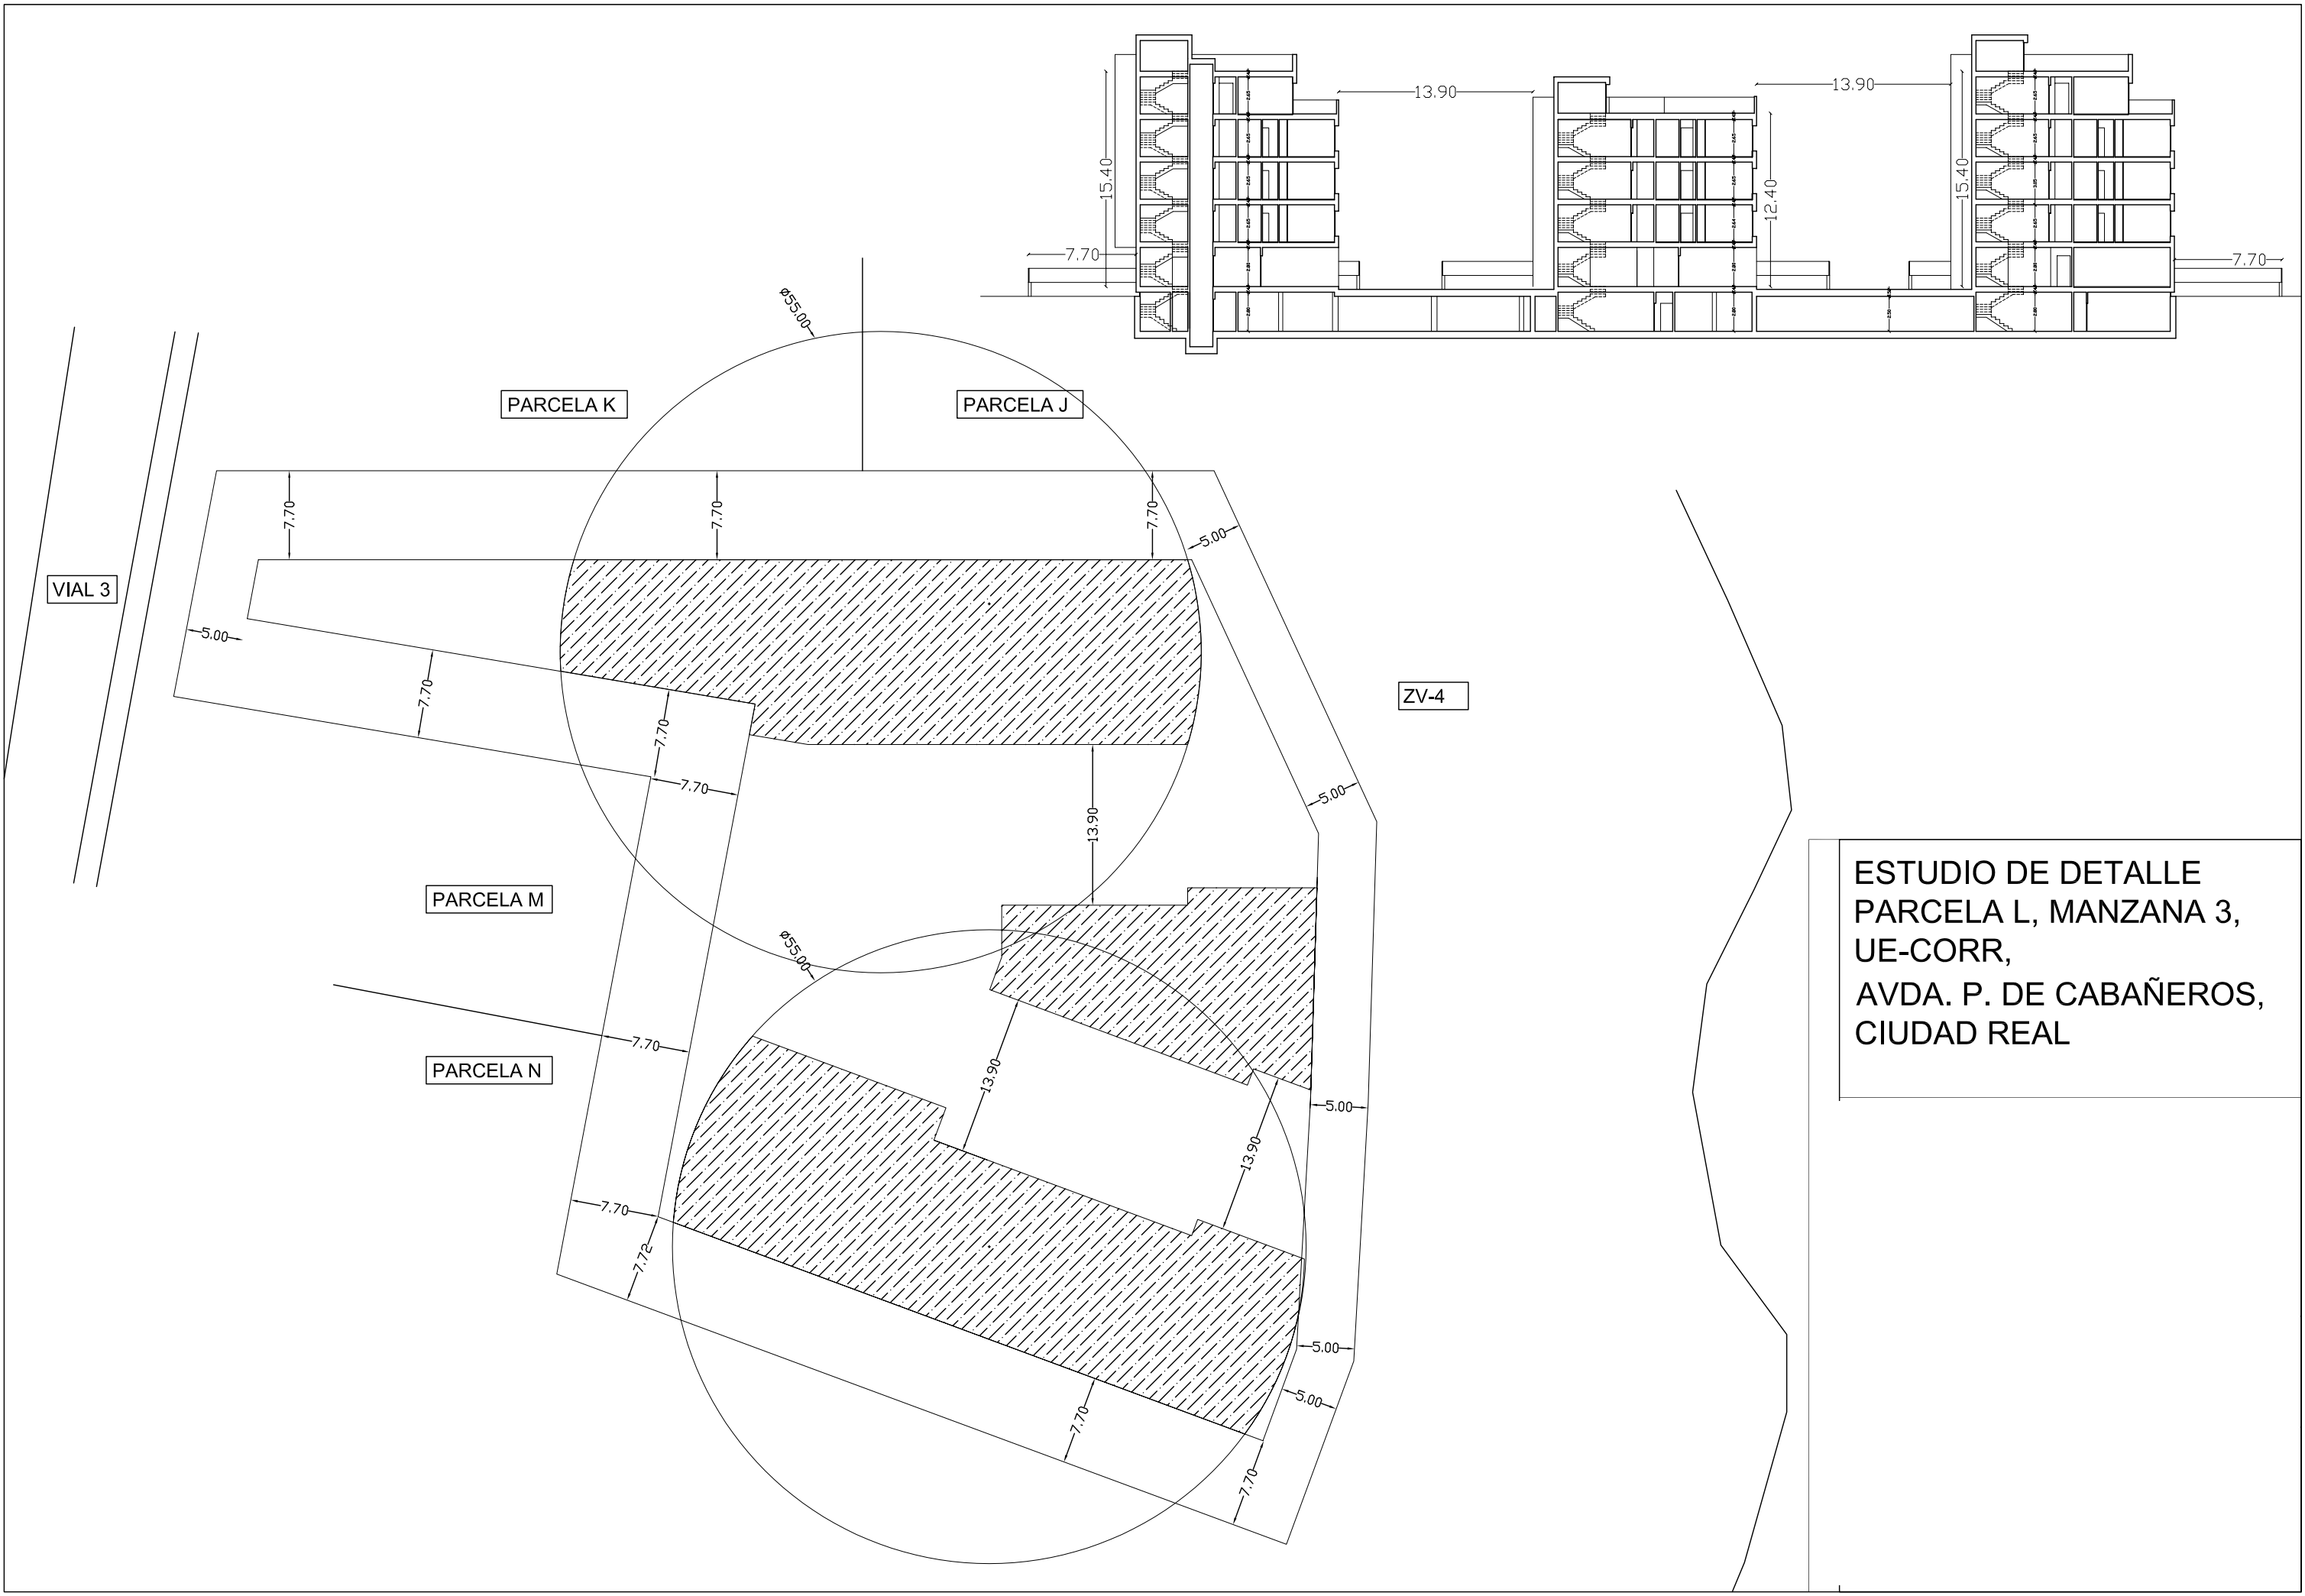 13.90
13.90
15.40
12.40
15.40
7.70
7.70
ø55.00
PARCELA K
PARCELA J
7.70
7.70
7.70
5.00
VIAL 3
5.00
7.70
7.70
ZV-4
7.70
5.00
13.90
ESTUDIO DE DETALLE
PARCELA L, MANZANA 3,
UE-CORR,
AVDA. P. DE CABAÑEROS,
CIUDAD REAL
PARCELA M
ø55.00
7.70
PARCELA N
13.90
5.00
13.90
7.70
7.72
5.00
5.00
7.70
7.70